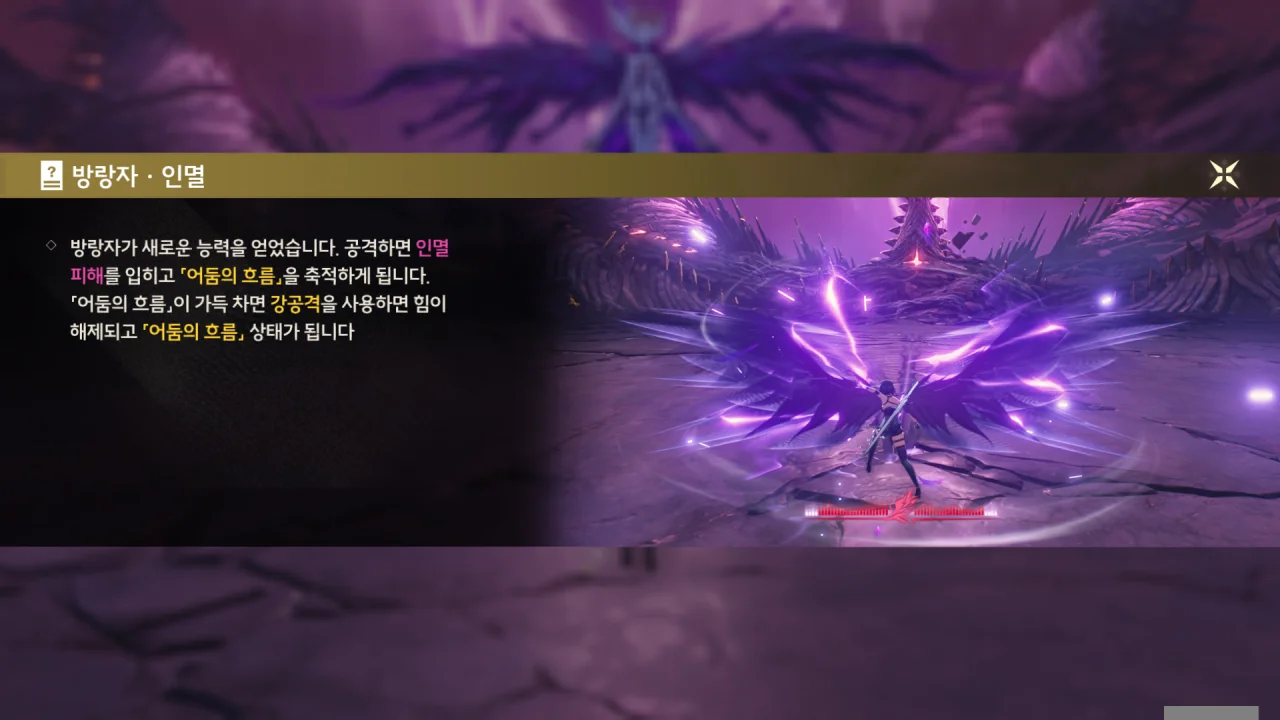 방랑자 · 인멸
방랑자가 새로운 능력을 얻었습니다. 공격하면 인멸
피해를 입히고 「어둠의 흐름」을 축적하게 됩니다.
「어둠의 흐름」이 가득 차면 강공격을 사용하면 힘이
해제되고 「어둠의 흐름」 상태가 됩니다